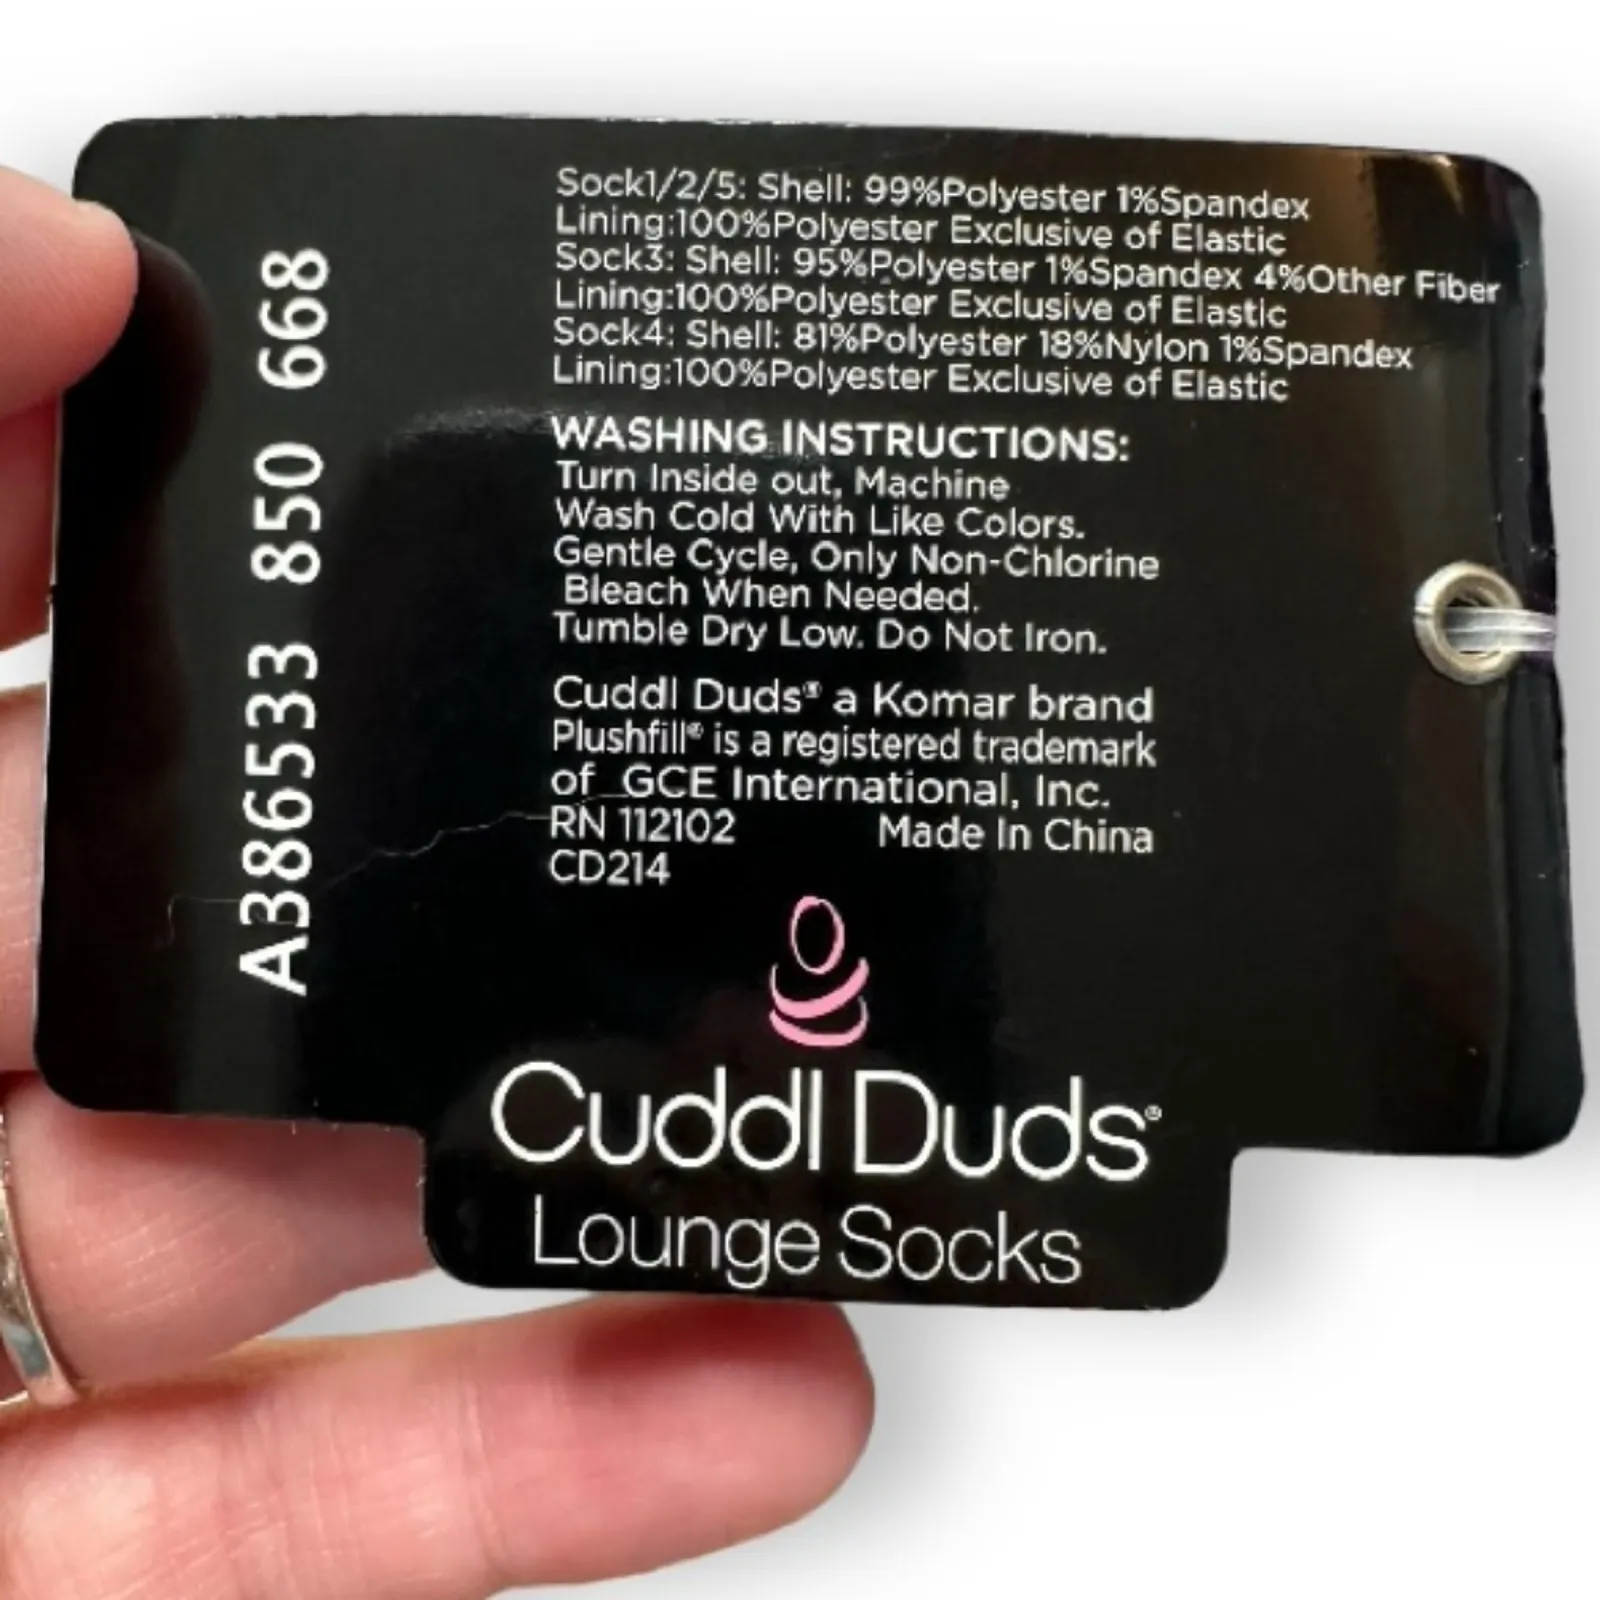 Sock1/2/5: Shell: 99%Polyester 1%Spandex
Lining:100%Polyester Exclusive of Elastic
Sock3: Shell: 95%Polyester 1%Spandex 4%Other Fiber
Lining:100%Polyester Exclusive of Elastic
Sock4: Shell: 81%Polyester 18%Nylon 1%Spandex
Lining:100%Polyester Exclusive of Elastic
WASHING INSTRUCTIONS:
Turn Inside out, Machine
Wash Cold With Like Colors.
Gentle Cycle, Only Non-Chlorine
Bleach When Needed.
Tumble Dry Low. Do Not Iron.
Cuddl Duds® a Komar brand
Plushfill® is a registered trademark
of GCE International, Inc.
RN 112102 Made In China
CD214
A386533 850 668
Cuddl Duds®
Lounge Socks